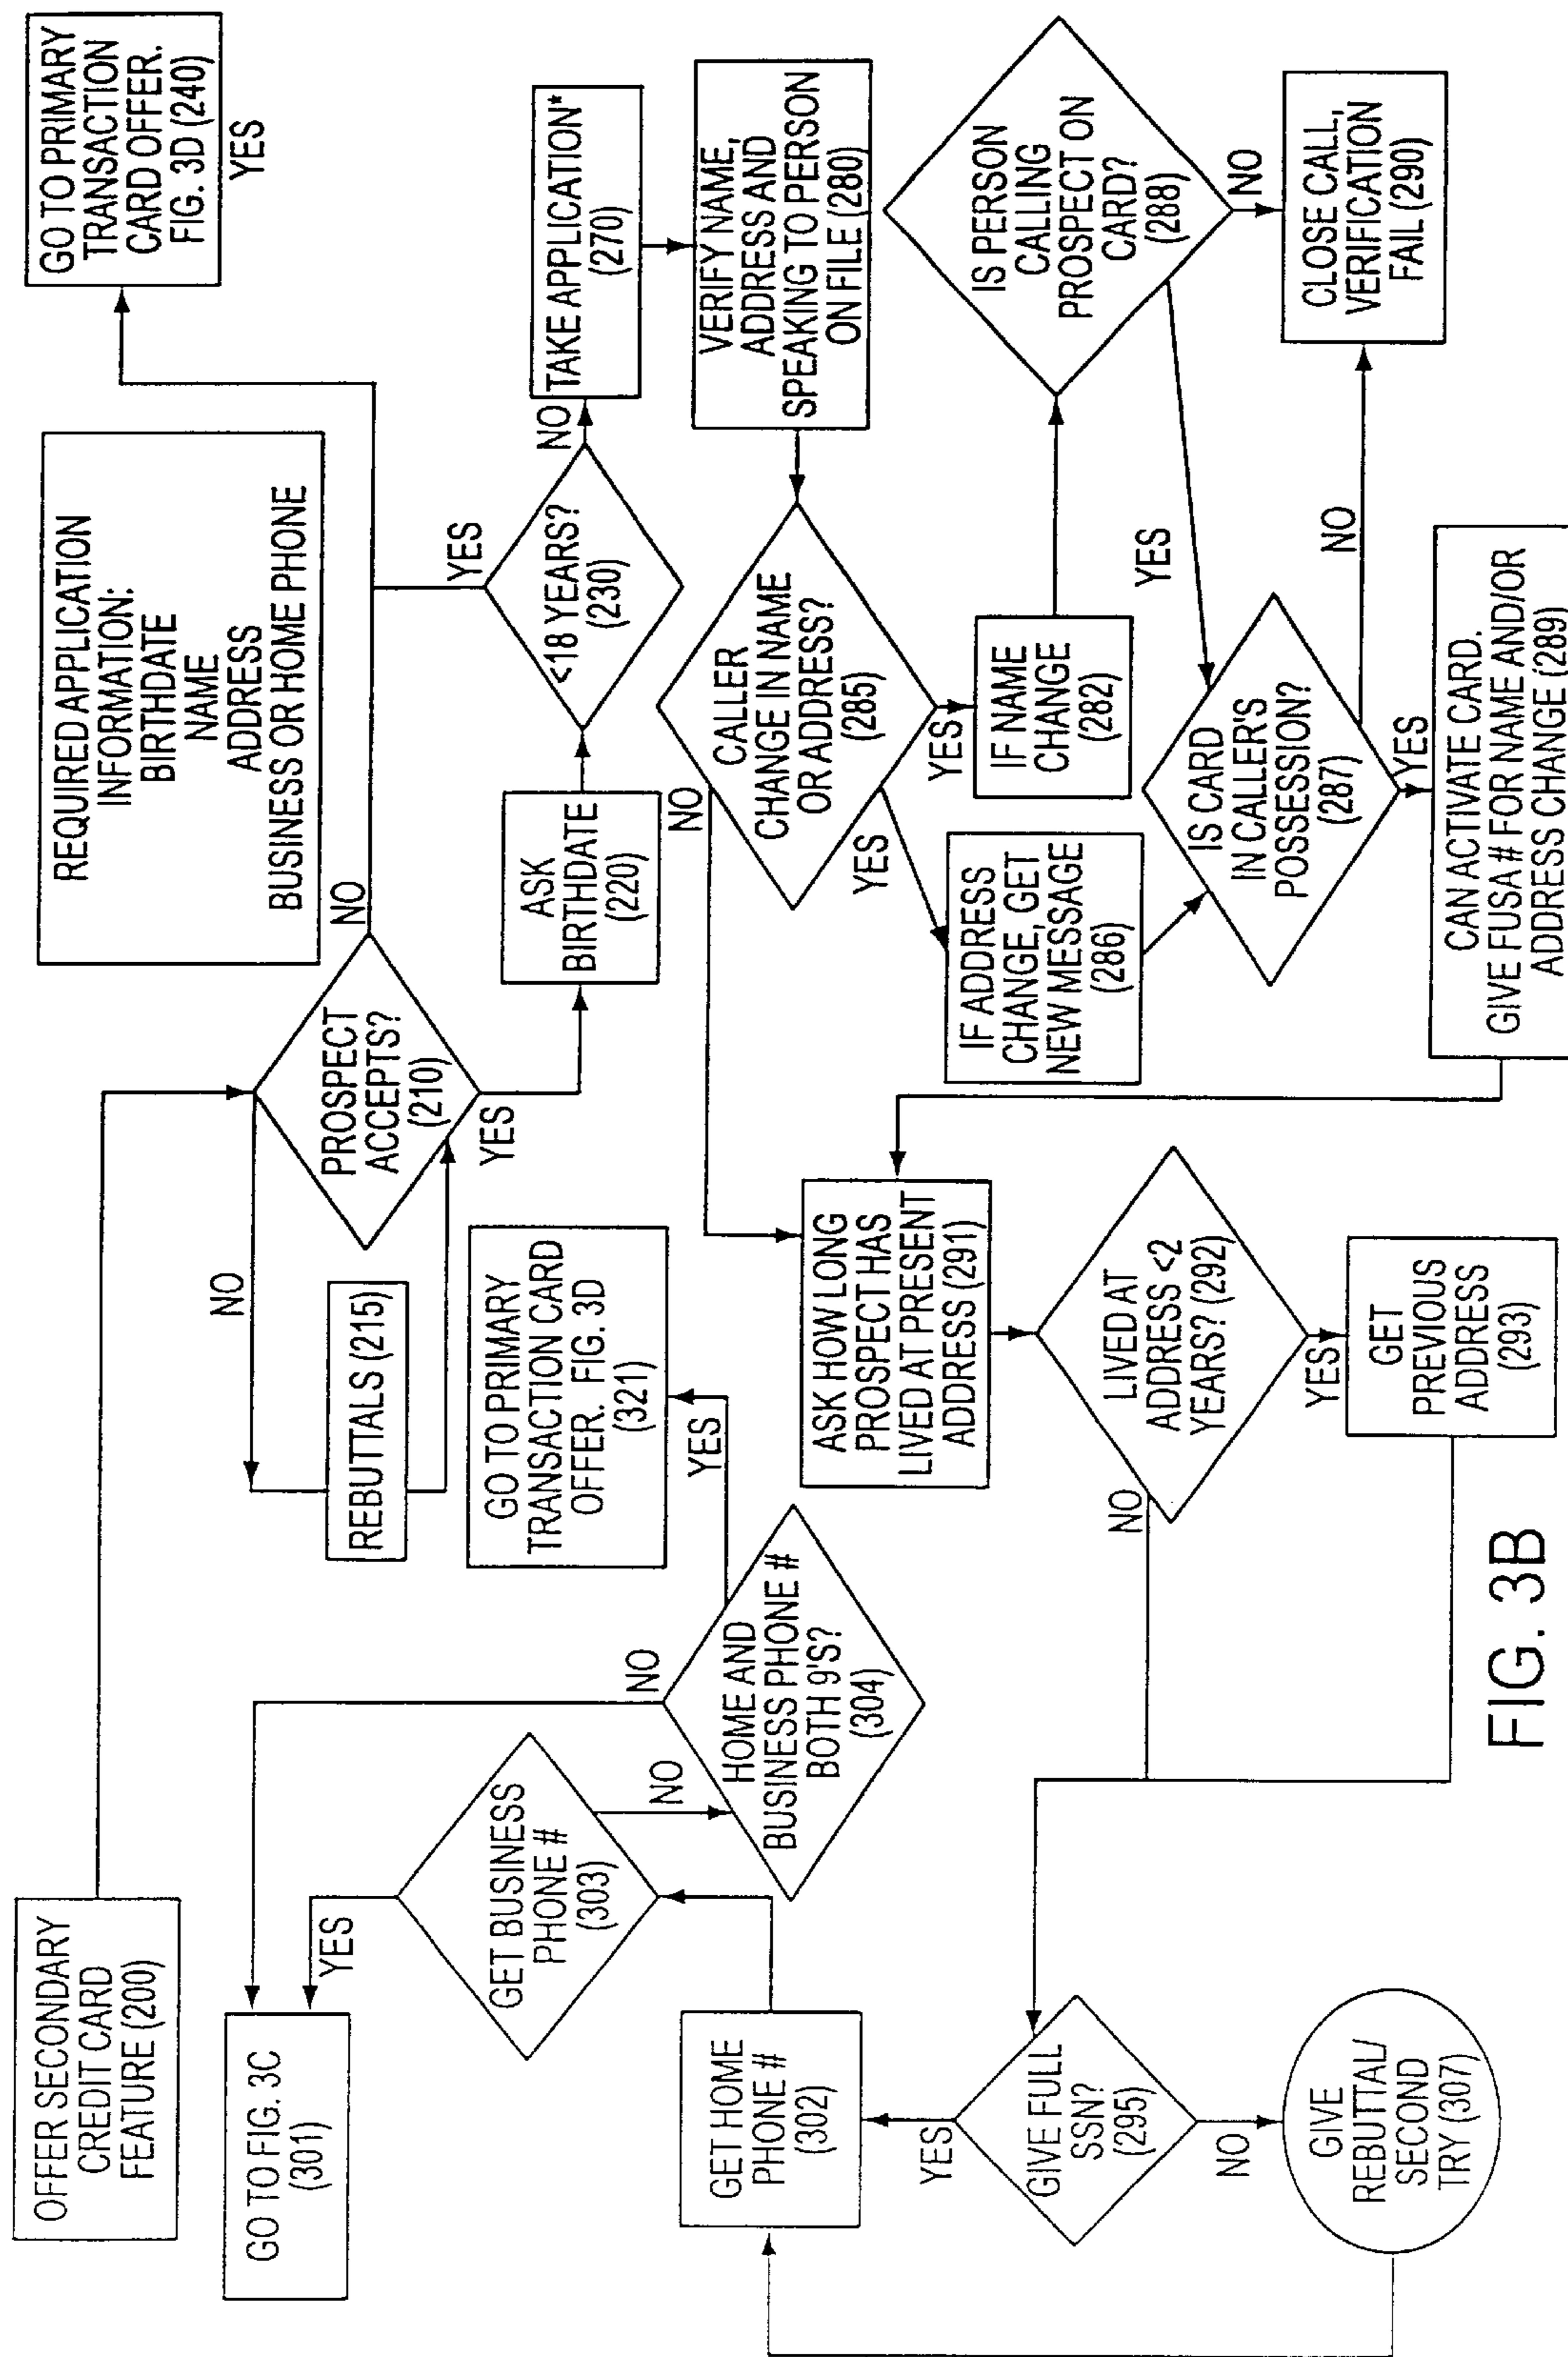 OFFER SECONDARY
CREDIT CARD
FEATURE (200)
GO TO FIG. 3C
(301)
YES
GET BUSINESS
PHONE #
(303)
NO
NO
HOME AND
BUSINESS PHONE #
BOTH 9'S?
(304)
YES
GO TO PRIMARY
TRANSACTION CARD
OFFER. FIG. 3D
(321)
NO
REBUTTALS (215)
PROSPECT
ACCEPTS?
(210)
YES
NO
REQUIRED APPLICATION
INFORMATION:
BIRTHDATE
NAME
ADDRESS
BUSINESS OR HOME PHONE
GO TO PRIMARY
TRANSACTION
CARD OFFER.
FIG. 3D (240)
YES
ASK
BIRTHDATE
(220)
YES
<18 YEARS?
(230)
NO
TAKE APPLICATION*
(270)
VERIFY NAME,
ADDRESS AND
SPEAKING TO PERSON
ON FILE (280)
NO
CALLER
CHANGE IN NAME
OR ADDRESS?
(285)
YES
YES
IF NAME
CHANGE
(282)
IS PERSON
CALLING
PROSPECT ON
CARD?
(288)
NO
YES
IF ADDRESS
CHANGE, GET
NEW MESSAGE
(286)
IS CARD
IN CALLER'S
POSSESSION?
(287)
NO
YES
CLOSE CALL,
VERIFICATION
FAIL (290)
CAN ACTIVATE CARD.
GIVE FUSA # FOR NAME AND/OR
ADDRESS CHANGE (289)
ASK HOW LONG
PROSPECT HAS
LIVED AT PRESENT
ADDRESS (291)
LIVED AT
ADDRESS <2
YEARS? (292)
NO
YES
GET
PREVIOUS
ADDRESS
(293)
GET HOME
PHONE #
(302)
YES
GIVE FULL
SSN?
(295)
NO
GIVE
REBUTTAL/
SECOND
TRY (307)
FIG. 3B